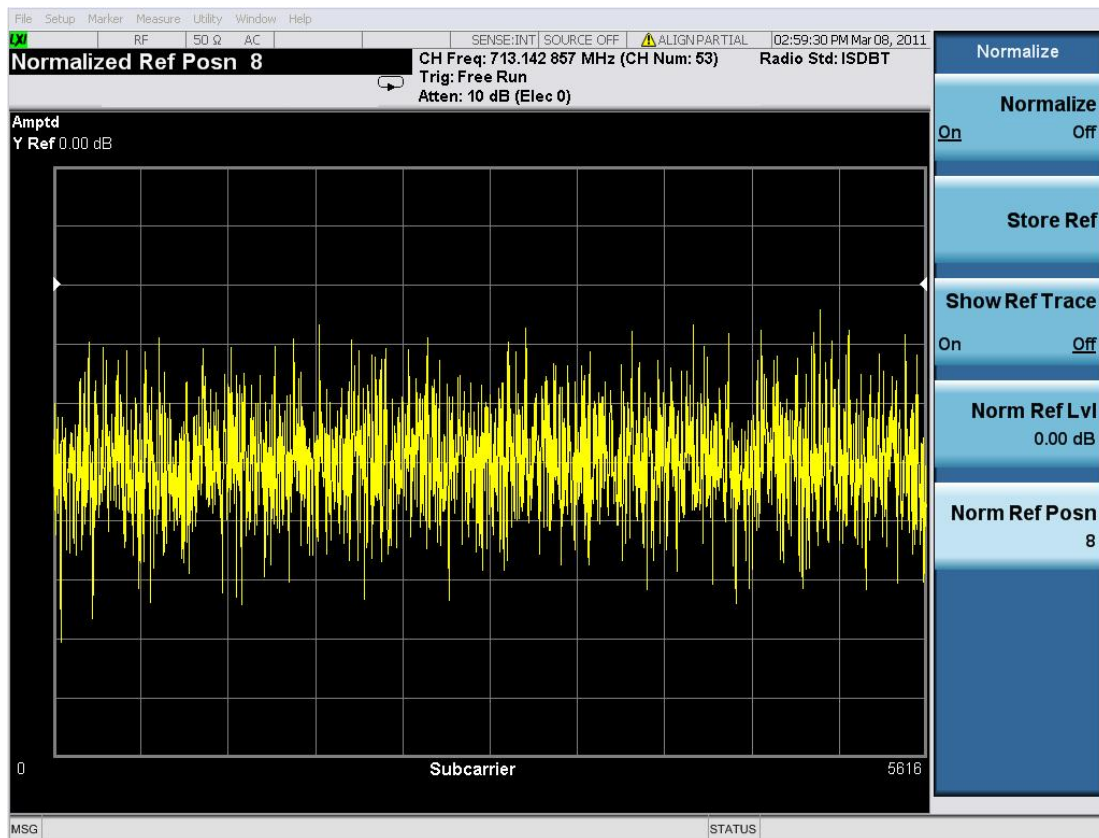 File Setup Marker Measure Utility Window Help
LXI RF 50 Ω AC SENSE:INT SOURCE OFF ALIGN PARTIAL 02:59:30 PM Mar 08, 2011
Normalized Ref Posn 8
CH Freq: 713.142 857 MHz (CH Num: 53) Radio Std: ISDBT
Trig: Free Run
Atten: 10 dB (Elec 0)
Amptd
Y Ref 0.00 dB
0 Subcarrier 5616
MSG STATUS
Normalize
Normalize
On Off
Store Ref
Show Ref Trace
On Off
Norm Ref Lvl
0.00 dB
Norm Ref Posn
8